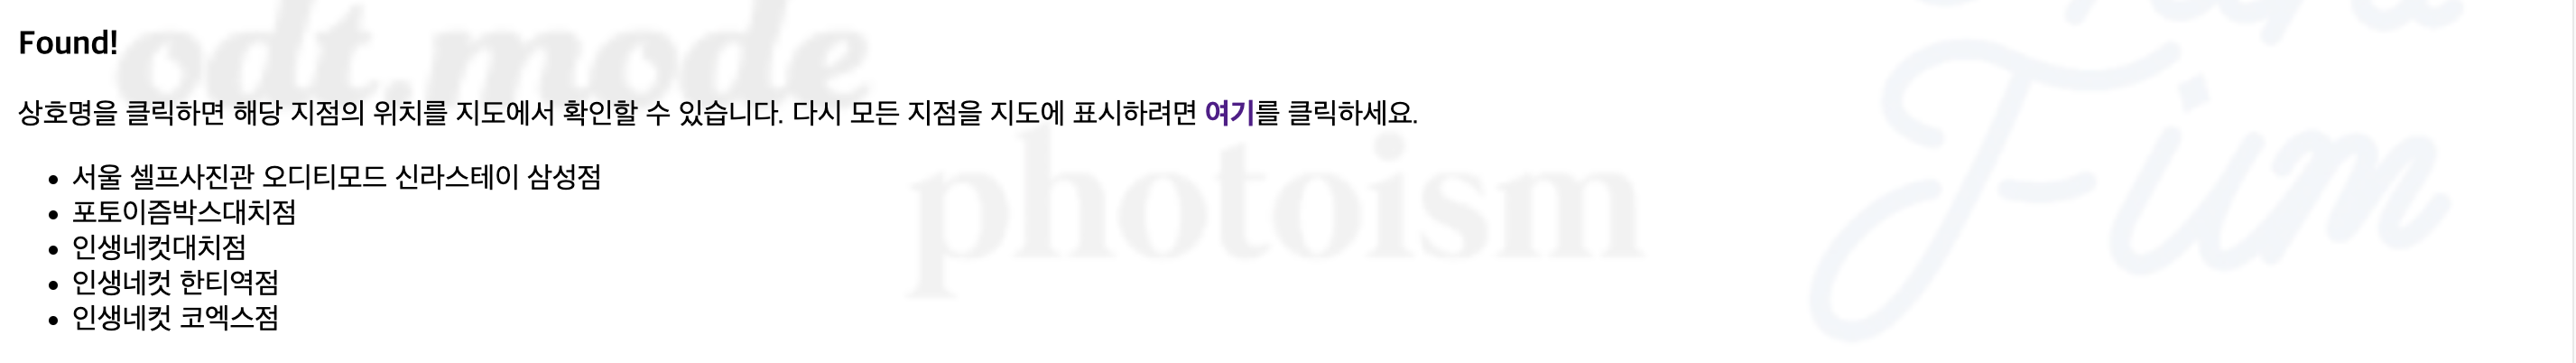 odt.mode
Found!
상호명을 클릭하면 해당 지점의 위치를 지도에서 확인할 수 있습니다. 다시 모든 지점을 지도에 표시하려면 여기를 클릭하세요.
photoism
• 서울 셀프사진관 오디티모드 신라스테이 삼성점
• 포토이즘박스대치점
• 인생네컷대치점
• 인생네컷 한티역점
• 인생네컷 코엑스점
Film